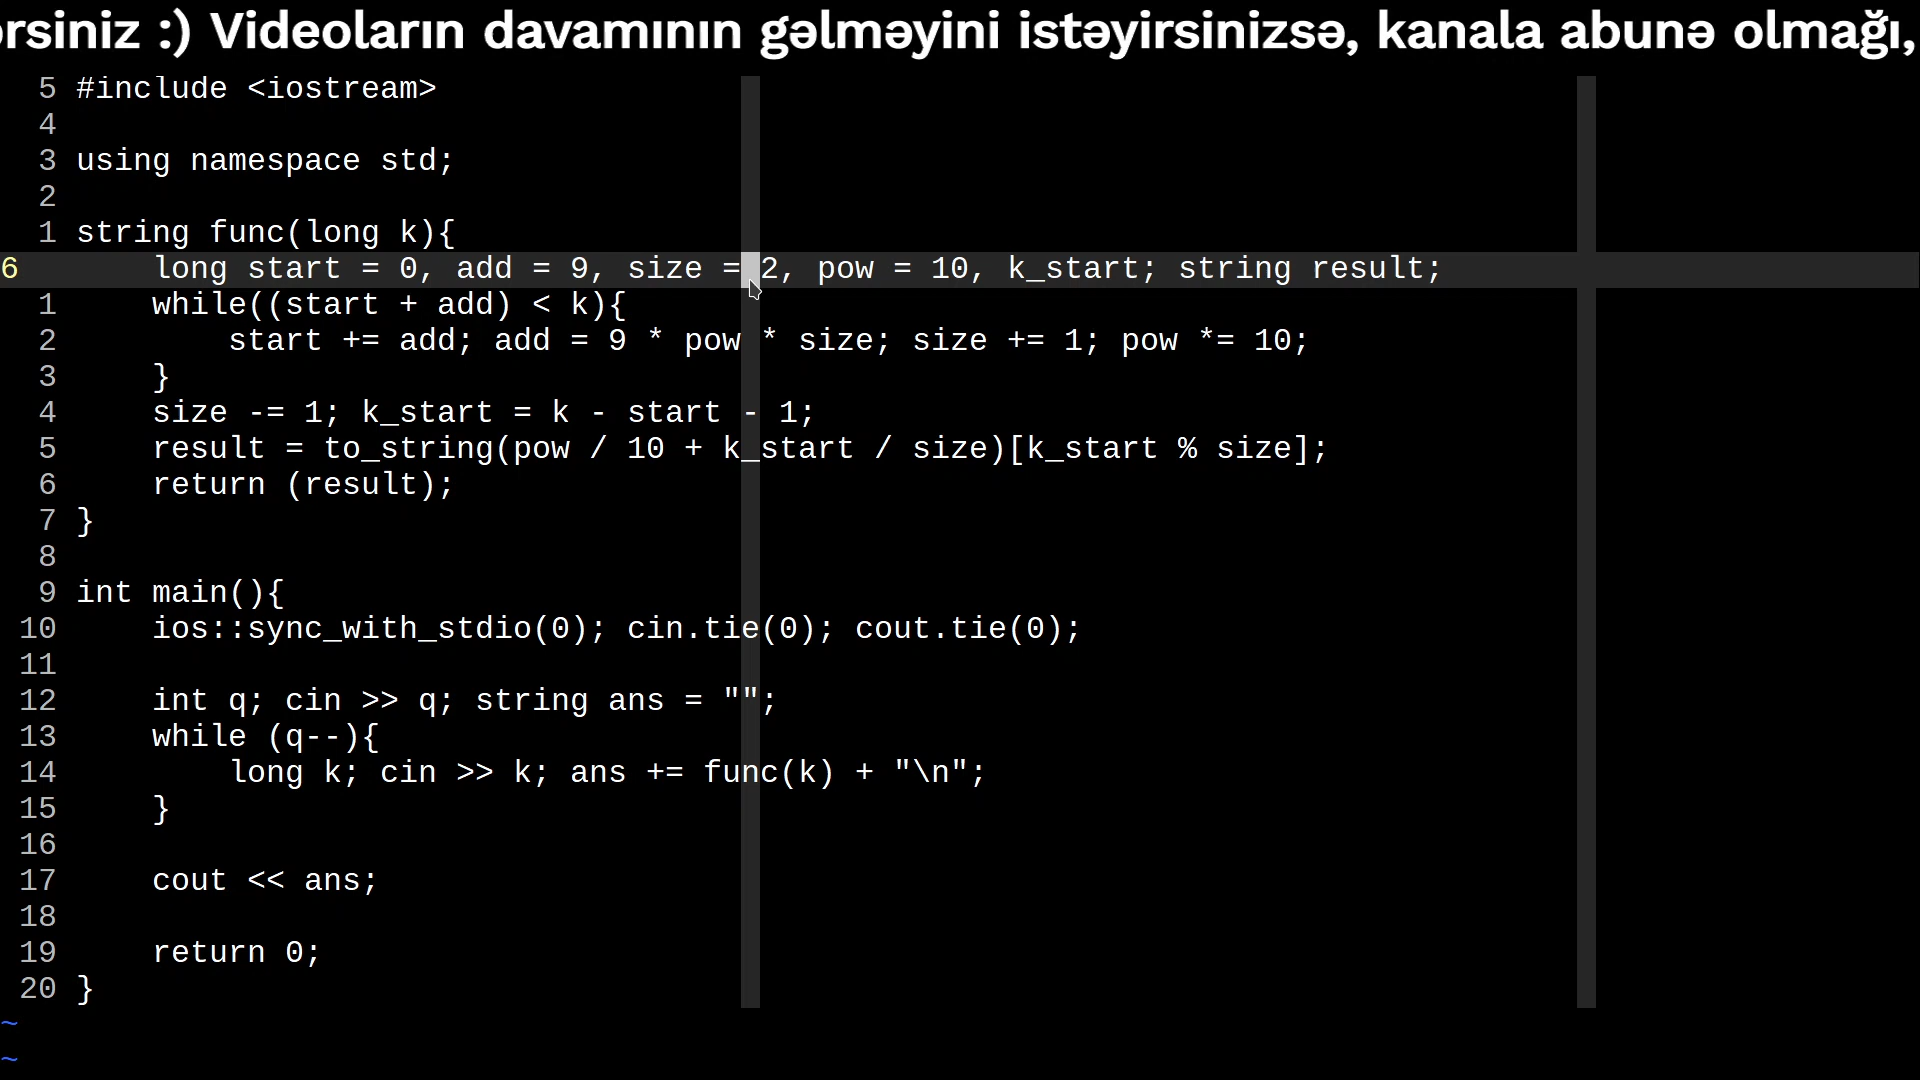 rsiniz :) Videoların davamının gəlməyini istəyirsinizsə, kanala abunə olmağı,
5 #include <iostream>
4
3 using namespace std;
2
1 string func(long k){
6     long start = 0, add = 9, size = 2, pow = 10, k_start; string result;
1     while((start + add) < k){
2         start += add; add = 9 * pow * size; size += 1; pow *= 10;
3     }
4     size -= 1; k_start = k - start - 1;
5     result = to_string(pow / 10 + k_start / size)[k_start % size];
6     return (result);
7 }
8
9 int main(){
10     ios::sync_with_stdio(0); cin.tie(0); cout.tie(0);
11
12     int q; cin >> q; string ans = "";
13     while (q--){
14         long k; cin >> k; ans += func(k) + "\n";
15     }
16
17     cout << ans;
18
19     return 0;
20 }
~
~